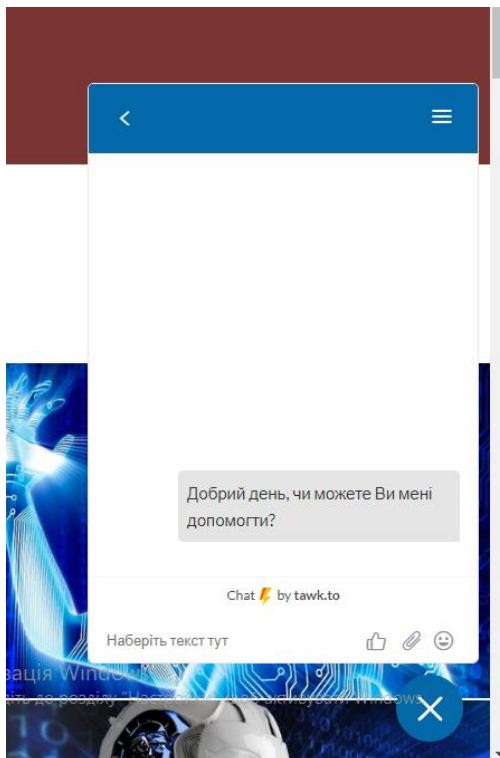 Добрий день, чи можете Ви мені
допомогти?
Chat by tawk.to
Наберіть текст тут